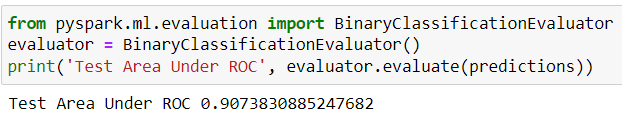 from pyspark.ml.evaluation import BinaryClassificationEvaluator
evaluator = BinaryClassificationEvaluator()
print('Test Area Under ROC', evaluator.evaluate(predictions))
Test Area Under ROC 0.9073830885247682